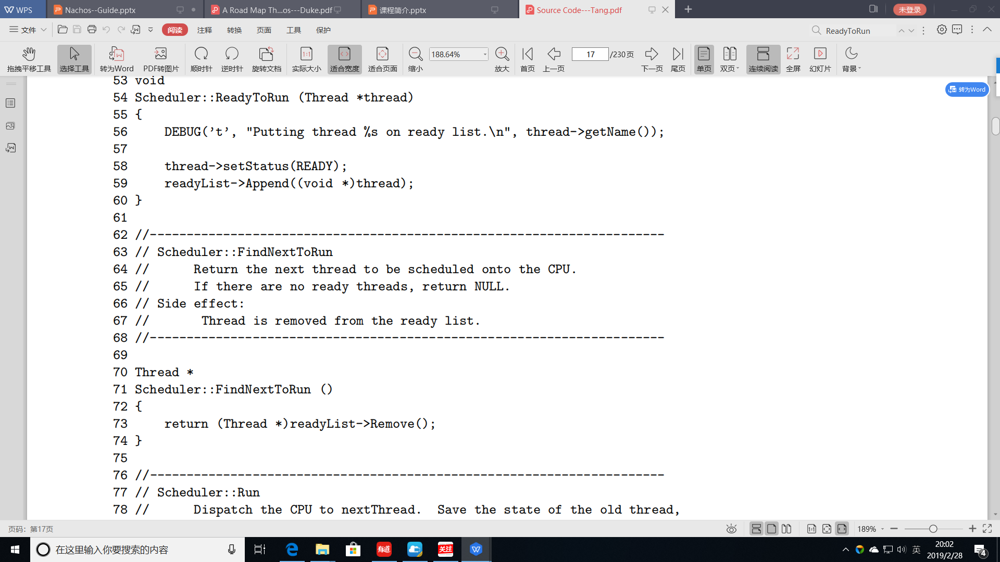 WPS Nachos--Guide.pptx A Road Map Th...os---Duke.pdf 课程简介.pptx Source Code---Tang.pdf 未登录
文件 阅读 注释 转换 页面 工具 保护 ReadyToRun
188.64% 17 /230页
拖拽平移工具 选择工具 转为Word PDF转图片 顺时针 逆时针 旋转文档 实际大小 适合宽度 适合页面 缩小 放大 首页 上一页 下一页 尾页 单页 双页 连续阅读 全屏 幻灯片 背景
转为Word
53 void
54 Scheduler::ReadyToRun (Thread *thread)
55 {
56     DEBUG(’t’, "Putting thread %s on ready list.\n", thread->getName());
57
58     thread->setStatus(READY);
59     readyList->Append((void *)thread);
60 }
61
62 //----------------------------------------------------------------------
63 // Scheduler::FindNextToRun
64 //      Return the next thread to be scheduled onto the CPU.
65 //      If there are no ready threads, return NULL.
66 // Side effect:
67 //       Thread is removed from the ready list.
68 //----------------------------------------------------------------------
69
70 Thread *
71 Scheduler::FindNextToRun ()
72 {
73     return (Thread *)readyList->Remove();
74 }
75
76 //----------------------------------------------------------------------
77 // Scheduler::Run
78 //      Dispatch the CPU to nextThread.  Save the state of the old thread,
页码: 第17页 1:1 189%
在这里输入你要搜索的内容 有道 关注 英 20:02
2019/2/28 4